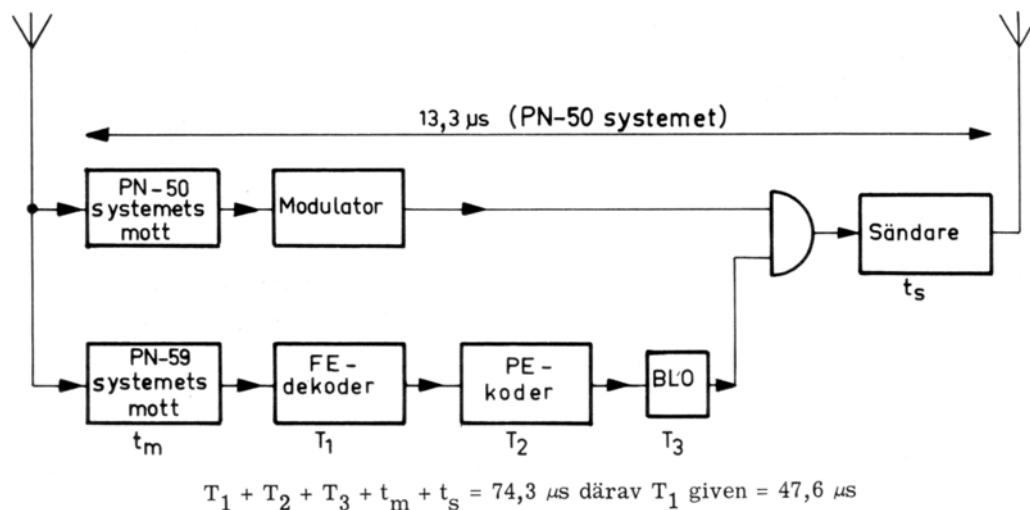 13,3 µs (PN-50 systemet)
PN-50
systemets
mott
Modulator
Sändare
ts
PN-59
systemets
mott
FE-
dekoder
PE-
koder
BLO
tm
T1
T2
T3
T1 + T2 + T3 + tm + ts = 74,3 µs därav T1 given = 47,6 µs